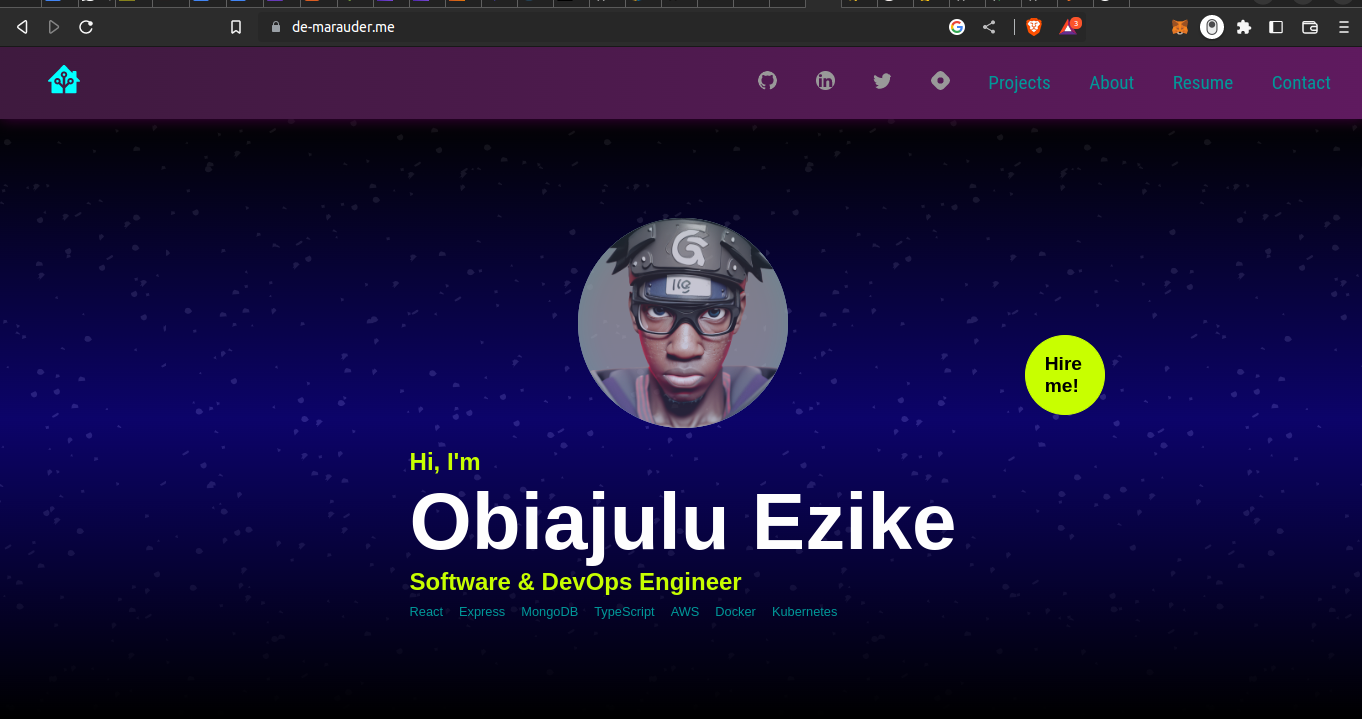 de-marauder.me
3
Projects About Resume Contact
Hire
me!
Hi, I'm
Obiajulu Ezike
Software & DevOps Engineer
React Express MongoDB TypeScript AWS Docker Kubernetes